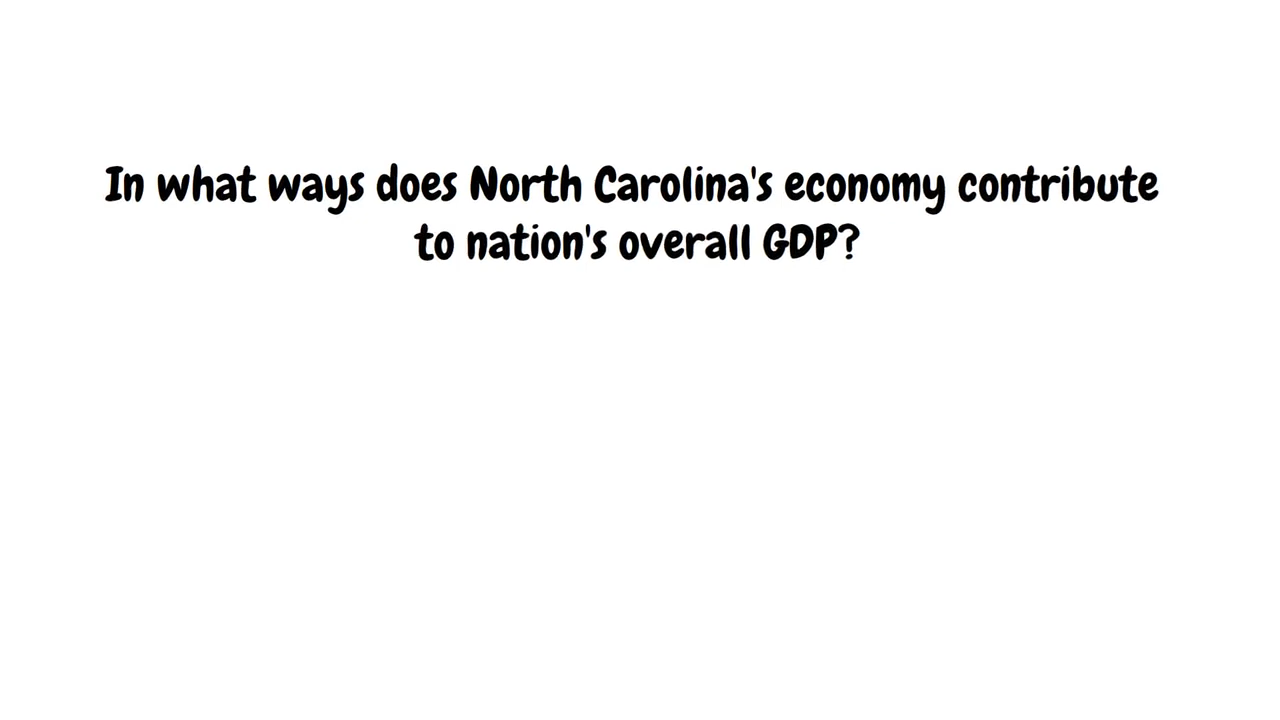 In what ways does North Carolina's economy contribute
to nation's overall GDP?